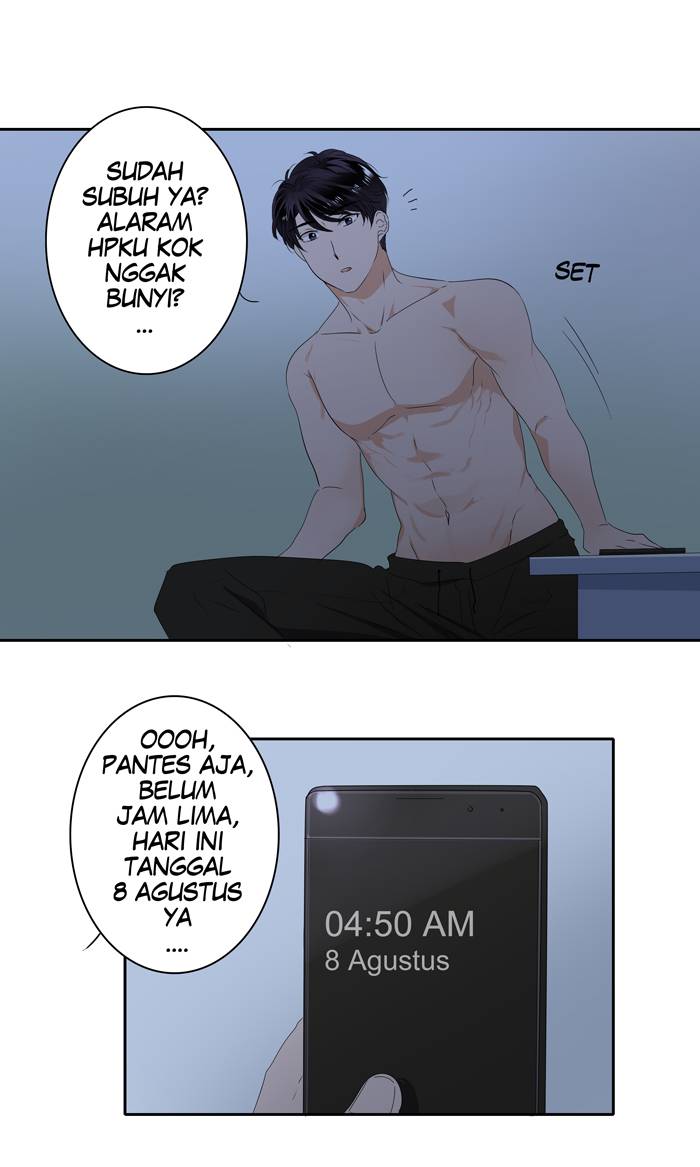 SUDAH
SUBUH YA?
ALARAM
HPKU KOK
NGGAK
BUNYI?
...
SET
OOOH,
PANTES AJA,
BELUM
JAM LIMA,
HARI INI
TANGGAL
8 AGUSTUS
YA
....
04:50 AM
8 Agustus